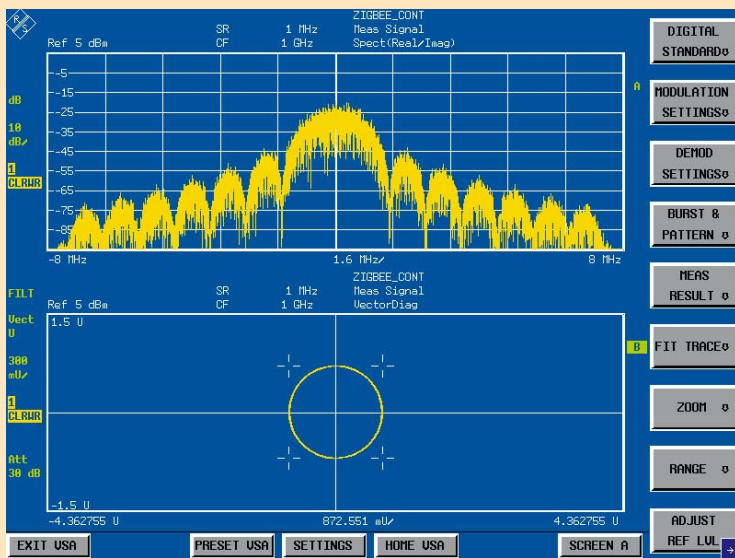 R
S
ZIGBEE_CONT
SR 1 MHz Meas Signal
Ref 5 dBm CF 1 GHz Spect(Real/Imag)
A
dB
10
dB/
1
CLRWR
-5
-15
-25
-35
-45
-55
-65
-75
-85
-8 MHz 1.6 MHz/ 8 MHz
ZIGBEE_CONT
FILT SR 1 MHz Meas Signal
Ref 5 dBm CF 1 GHz VectorDiag
Vect
U
300
mU/
1
CLRWR
Att
30 dB
1.5 U
B
-1.5 U
-4.362755 U 872.551 mU/ 4.362755 U
EXIT VSA PRESET VSA SETTINGS HOME VSA SCREEN A
DIGITAL
STANDARD
MODULATION
SETTINGS
DEMOD
SETTINGS
BURST &
PATTERN
MEAS
RESULT
FIT TRACE
ZOOM
RANGE
ADJUST
REF LVL